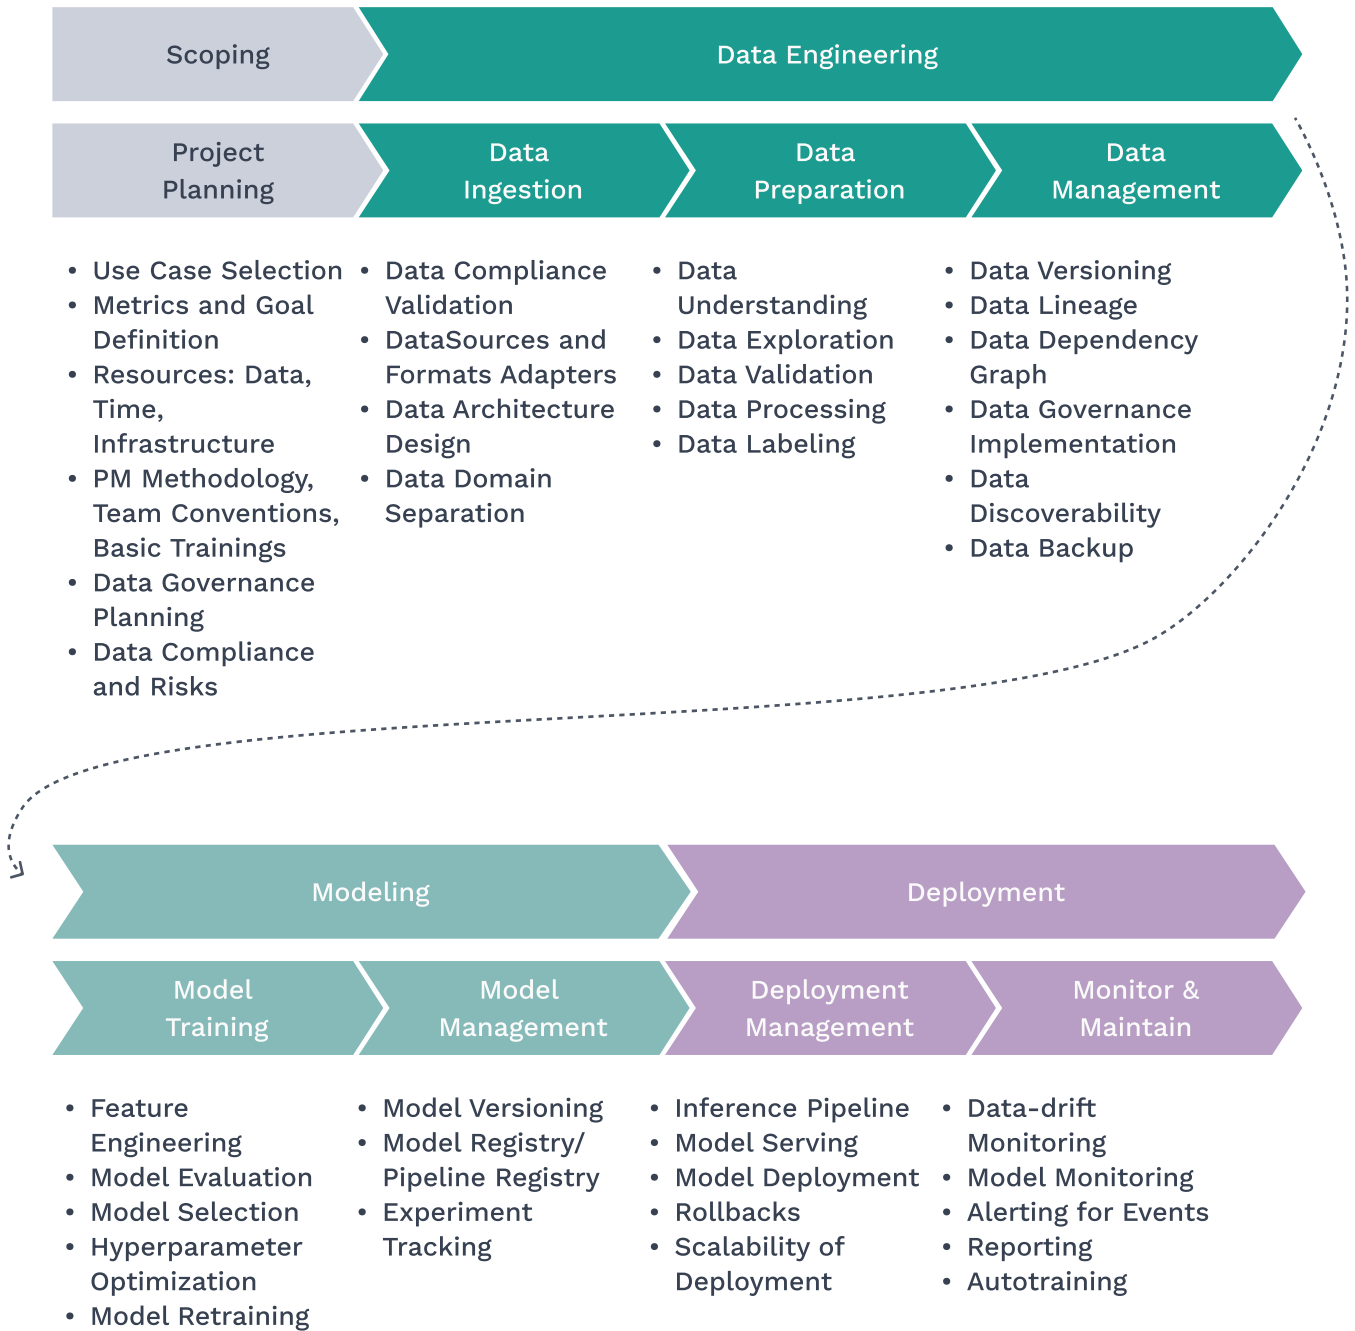 Scoping
Data Engineering
Project
Planning
Data
Ingestion
Data
Preparation
Data
Management
• Use Case Selection
• Metrics and Goal
Definition
• Resources: Data,
Time,
Infrastructure
• PM Methodology,
Team Conventions,
Basic Trainings
• Data Governance
Planning
• Data Compliance
and Risks
• Data Compliance
Validation
• DataSources and
Formats Adapters
• Data Architecture
Design
• Data Domain
Separation
• Data
Understanding
• Data Exploration
• Data Validation
• Data Processing
• Data Labeling
• Data Versioning
• Data Lineage
• Data Dependency
Graph
• Data Governance
Implementation
• Data
Discoverability
• Data Backup
Modeling
Deployment
Model
Training
Model
Management
Deployment
Management
Monitor &
Maintain
• Feature
Engineering
• Model Evaluation
• Model Selection
• Hyperparameter
Optimization
• Model Retraining
• Model Versioning
• Model Registry/
Pipeline Registry
• Experiment
Tracking
• Inference Pipeline
• Model Serving
• Model Deployment
• Rollbacks
• Scalability of
Deployment
• Data-drift
Monitoring
• Model Monitoring
• Alerting for Events
• Reporting
• Autotraining